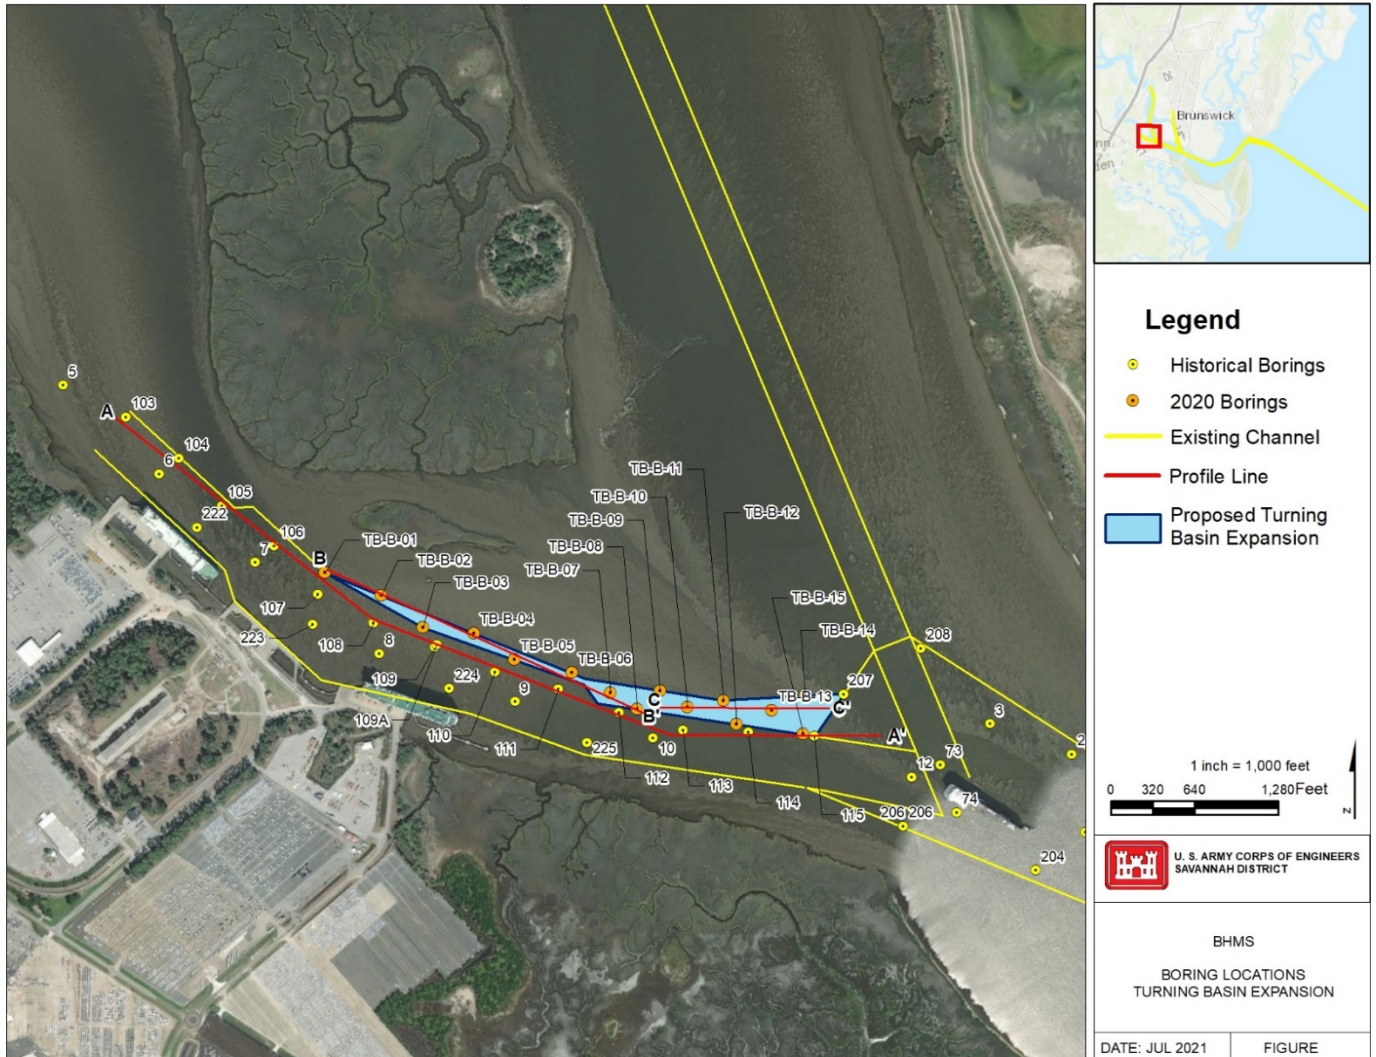 5
A
103
104
6
105
222
106
7
B
TB-B-01
TB-B-02
TB-B-03
TB-B-04
TB-B-05
TB-B-06
TB-B-07
TB-B-08
TB-B-09
TB-B-10
TB-B-11
TB-B-12
TB-B-15
TB-B-14
TB-B-13
107
223
108
8
109
109A
224
110
9
111
225
10
112
113
114
115
C
B'
C'
A'
207
208
3
2
73
12
74
206
206
204
Brunswick
Legend
Historical Borings
2020 Borings
Existing Channel
Profile Line
Proposed Turning
Basin Expansion
1 inch = 1,000 feet
0 320 640 1,280 Feet
N
U. S. ARMY CORPS OF ENGINEERS
SAVANNAH DISTRICT
BHMS
BORING LOCATIONS
TURNING BASIN EXPANSION
DATE: JUL 2021
FIGURE